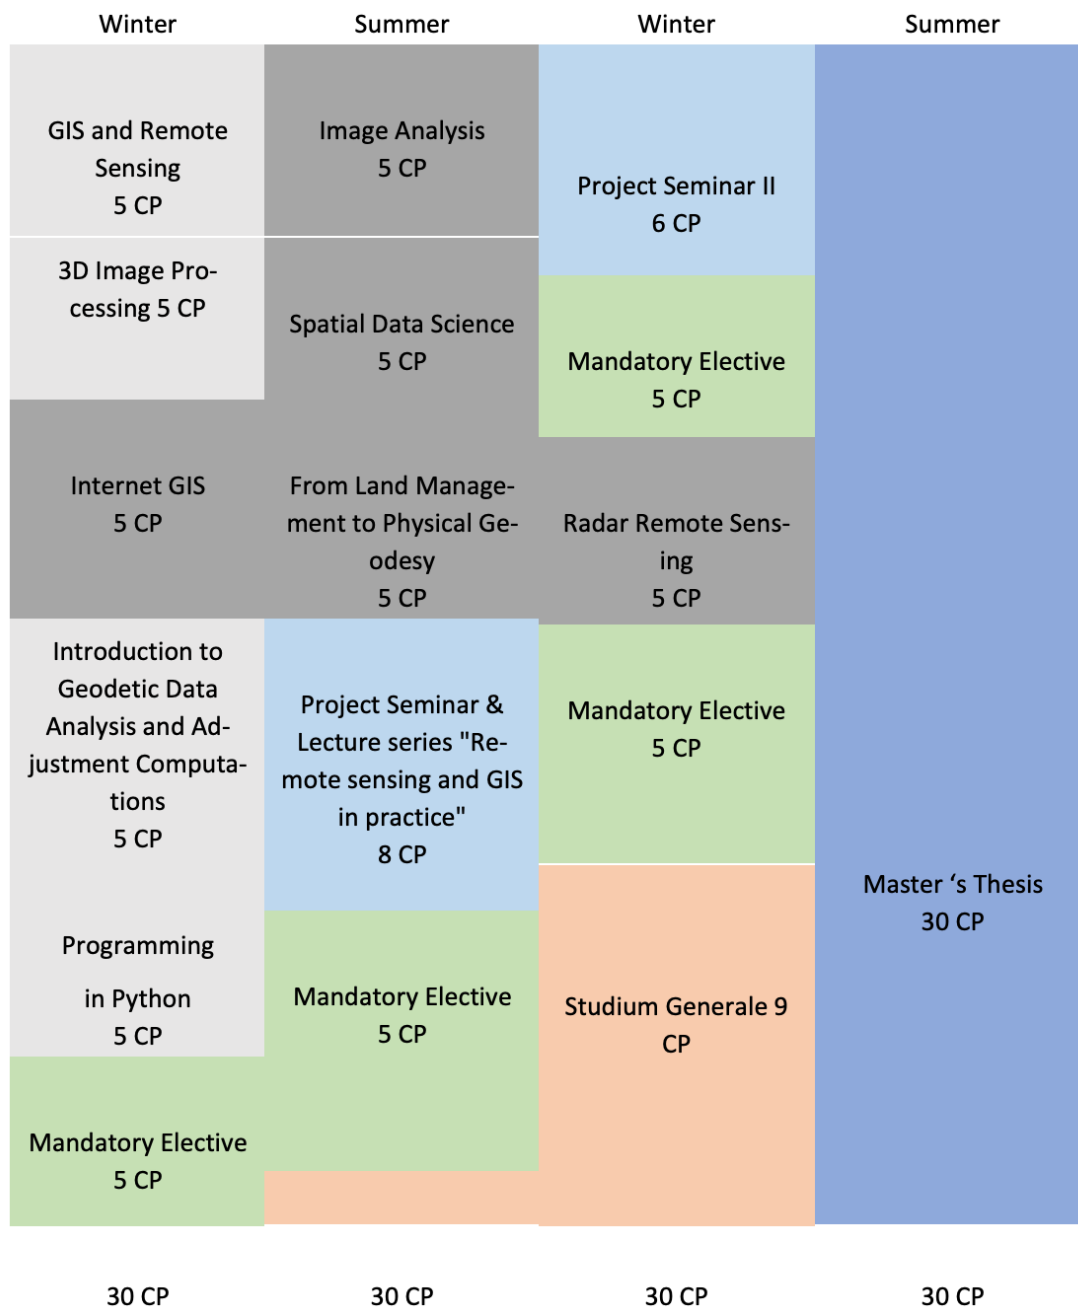 Winter
Summer
Winter
Summer
GIS and Remote
Sensing
5 CP
3D Image Pro-
cessing 5 CP
Internet GIS
5 CP
Introduction to
Geodetic Data
Analysis and Ad-
justment Computa-
tions
5 CP
Programming
in Python
5 CP
Mandatory Elective
5 CP
30 CP
Image Analysis
5 CP
Spatial Data Science
5 CP
From Land Manage-
ment to Physical Ge-
odesy
5 CP
Project Seminar &
Lecture series "Re-
mote sensing and GIS
in practice"
8 CP
Mandatory Elective
5 CP
30 CP
Project Seminar II
6 CP
Mandatory Elective
5 CP
Radar Remote Sens-
ing
5 CP
Mandatory Elective
5 CP
Studium Generale 9
CP
30 CP
Master ‘s Thesis
30 CP
30 CP